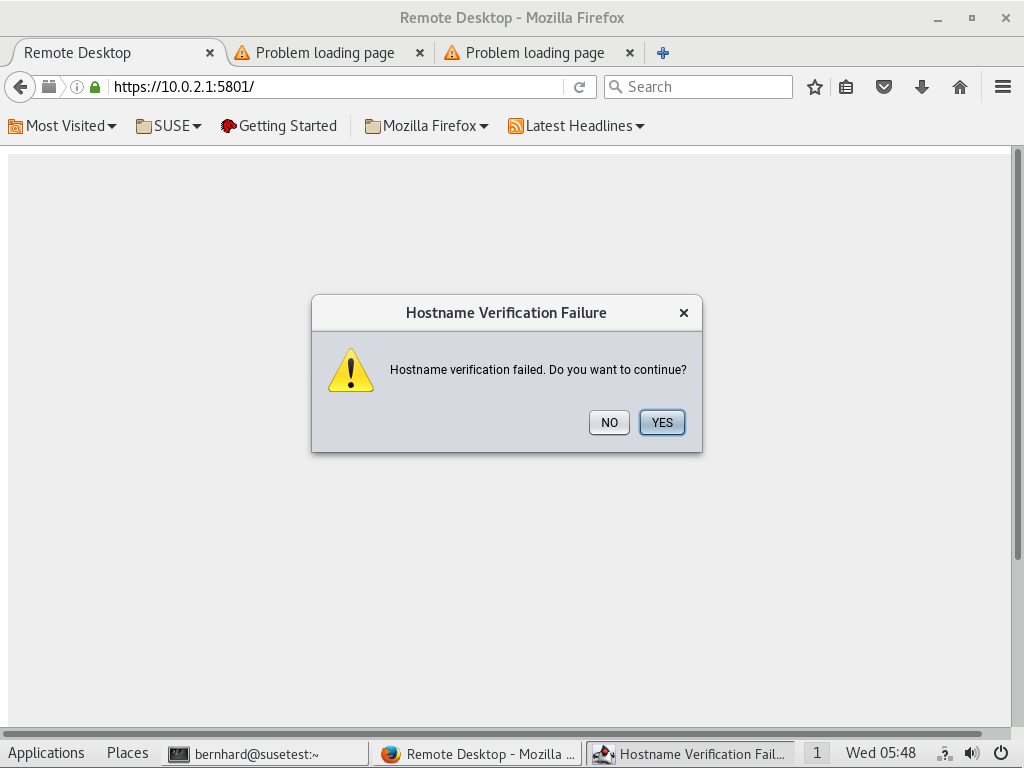 Remote Desktop - Mozilla Firefox
Remote Desktop Problem loading page Problem loading page
https://10.0.2.1:5801/ Search
Most Visited SUSE Getting Started Mozilla Firefox Latest Headlines
Hostname Verification Failure
Hostname verification failed. Do you want to continue?
NO YES
Applications Places bernhard@susetest:~ Remote Desktop - Mozilla ... Hostname Verification Fail... 1 Wed 05:48